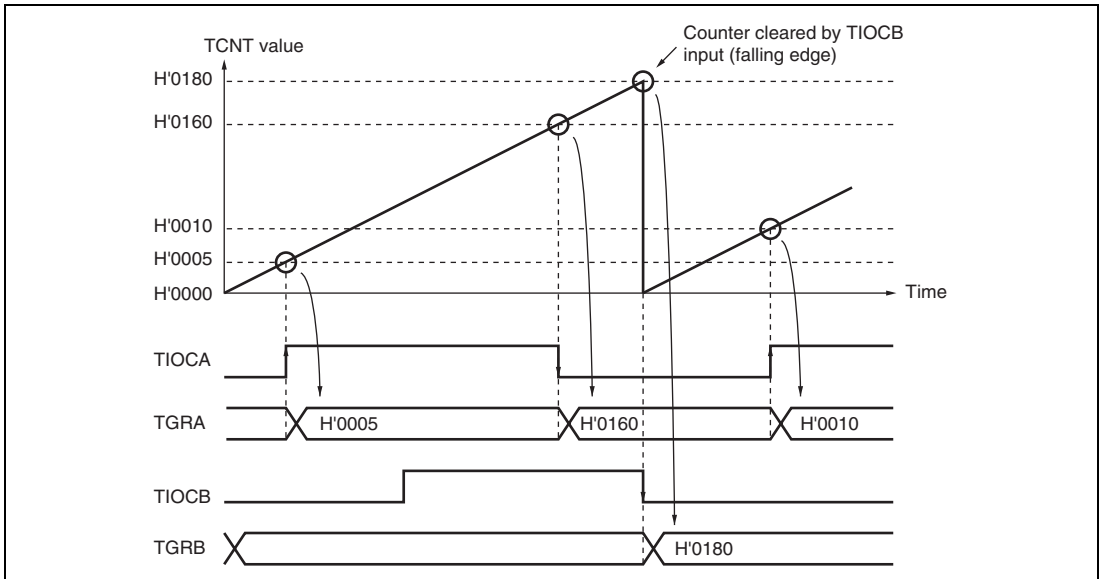 Counter cleared by TIOCB
input (falling edge)
TCNT value
H'0180
H'0160
H'0010
H'0005
H'0000
Time
TIOCA
TGRA
H'0005
H'0160
H'0010
TIOCB
TGRB
H'0180